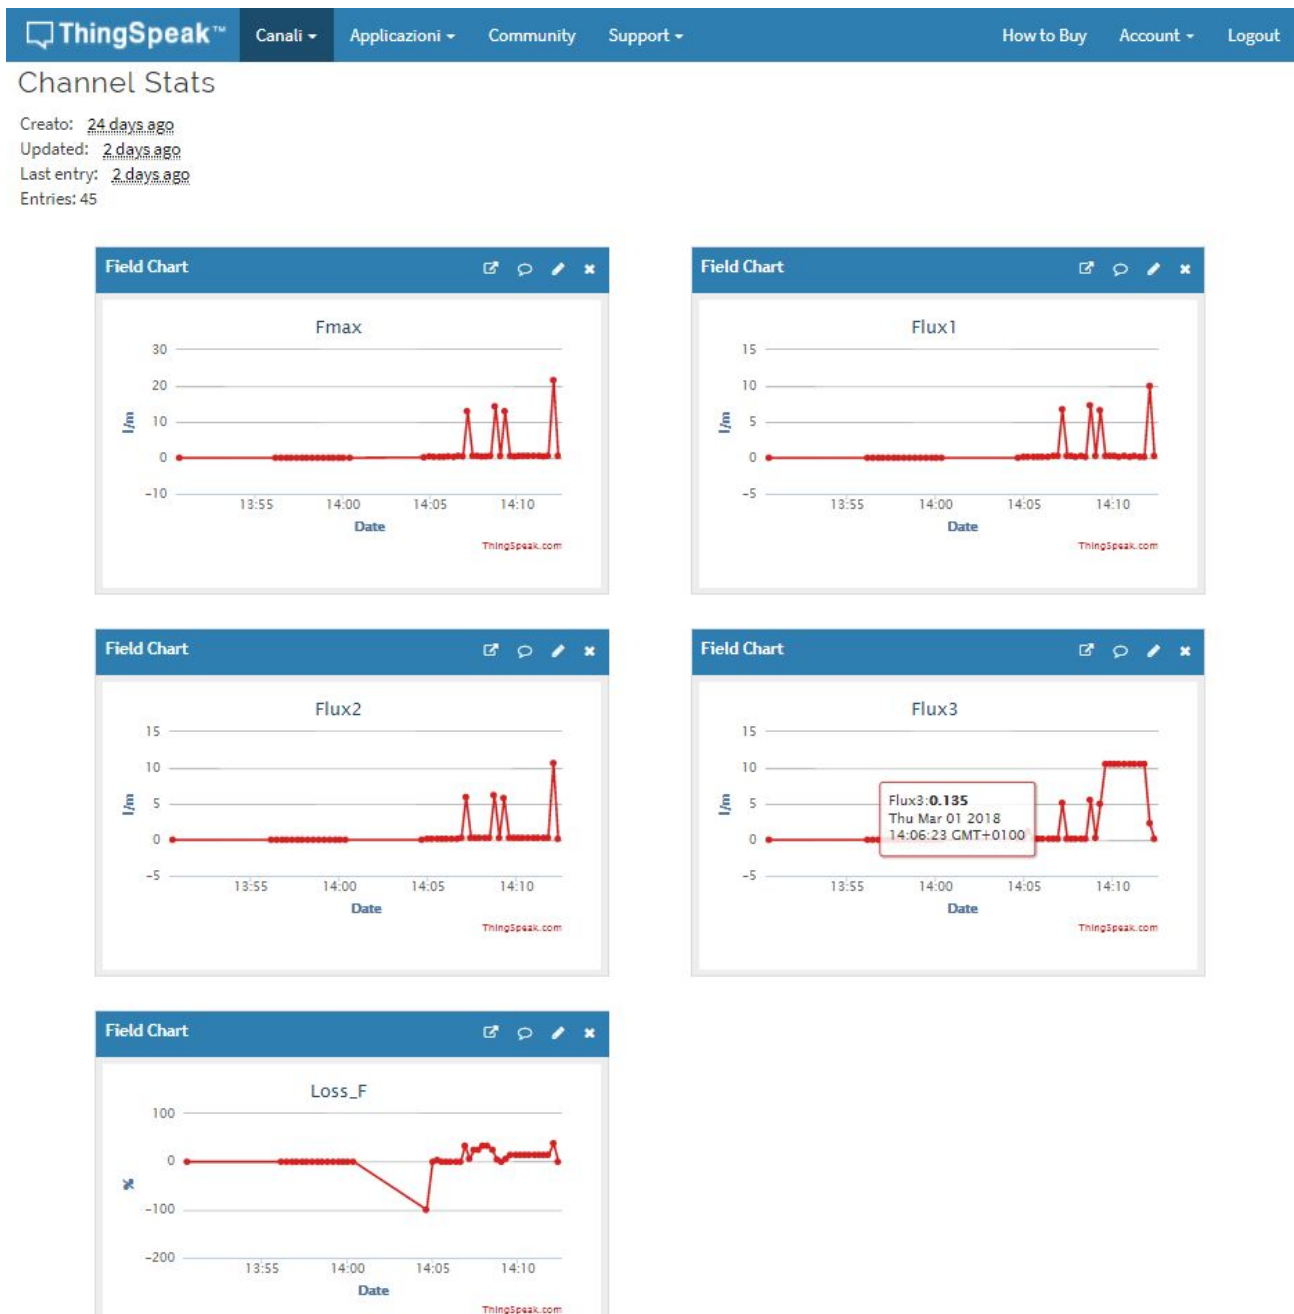 ThingSpeak™ Canali Applicazioni Community Support How to Buy Account Logout
Channel Stats
Creato: 24 days ago
Updated: 2 days ago
Last entry: 2 days ago
Entries: 45
Field Chart
Fmax
30
20
10
0
-10
l/m
13:55 14:00 14:05 14:10
Date
ThingSpeak.com
Field Chart
Flux1
15
10
5
0
-5
l/m
13:55 14:00 14:05 14:10
Date
ThingSpeak.com
Field Chart
Flux2
15
10
5
0
-5
l/m
13:55 14:00 14:05 14:10
Date
ThingSpeak.com
Field Chart
Flux3
15
10
5
0
-5
l/m
Flux3:0.135
Thu Mar 01 2018
14:06:23 GMT+0100
13:55 14:00 14:05 14:10
Date
ThingSpeak.com
Field Chart
Loss_F
100
0
-100
-200
%
13:55 14:00 14:05 14:10
Date
ThingSpeak.com